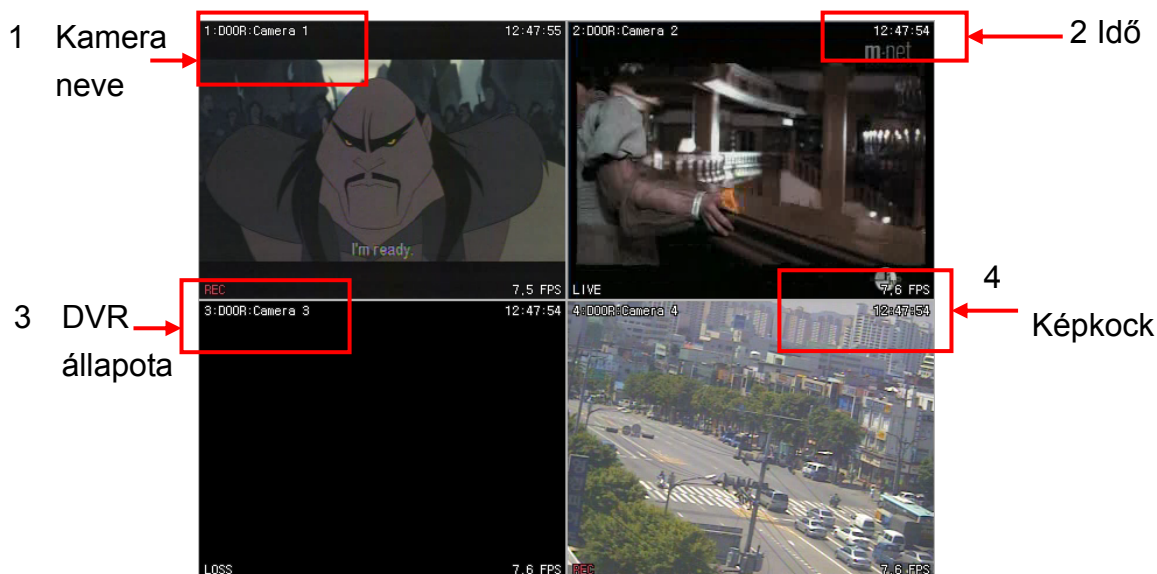 1 Kamera
neve
1:DOOR:Camera 1 12:47:55
2:DOOR:Camera 2 12:47:54
2 Idő
m·net
I'm ready.
REC 7,5 FPS
LIVE 7,6 FPS
3 DVR
állapota
3:DOOR:Camera 3 12:47:54
4:DOOR:Camera 4 12:47:54
4
Képkock
LOSS 7,6 FPS
REC 7,6 FPS